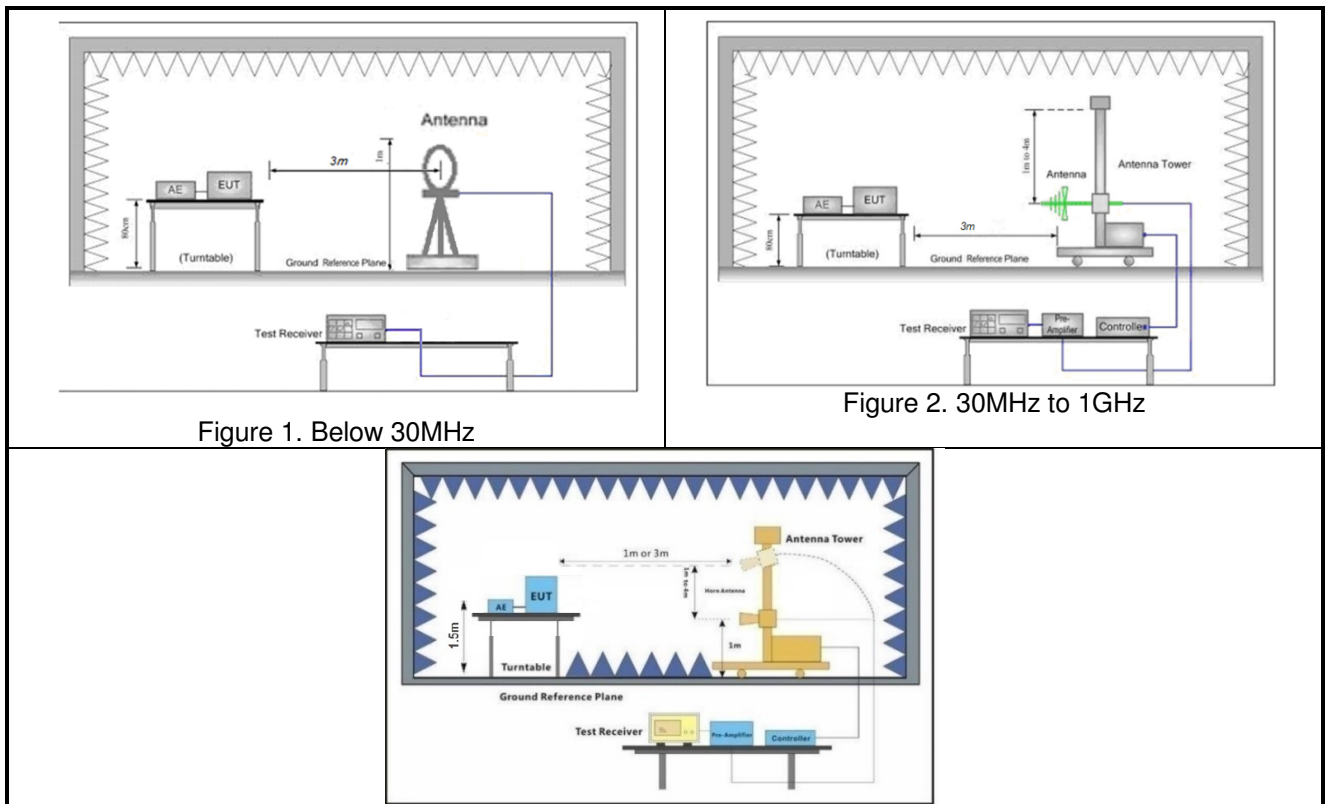 Antenna
3m
1m
AE
EUT
80cm
(Turntable)
Ground Reference Plane
Test Receiver
Figure 1. Below 30MHz
1m to 4m
Antenna Tower
Antenna
AE
EUT
3m
80cm
(Turntable)
Ground Reference Plane
Test Receiver
Pre-
Amplifier
Controller
Figure 2. 30MHz to 1GHz
Antenna Tower
1m or 3m
1m to 4m
Horn Antenna
EUT
AE
1.5m
1m
Turntable
Ground Reference Plane
Test Receiver
Pre-Amplifier
Controller